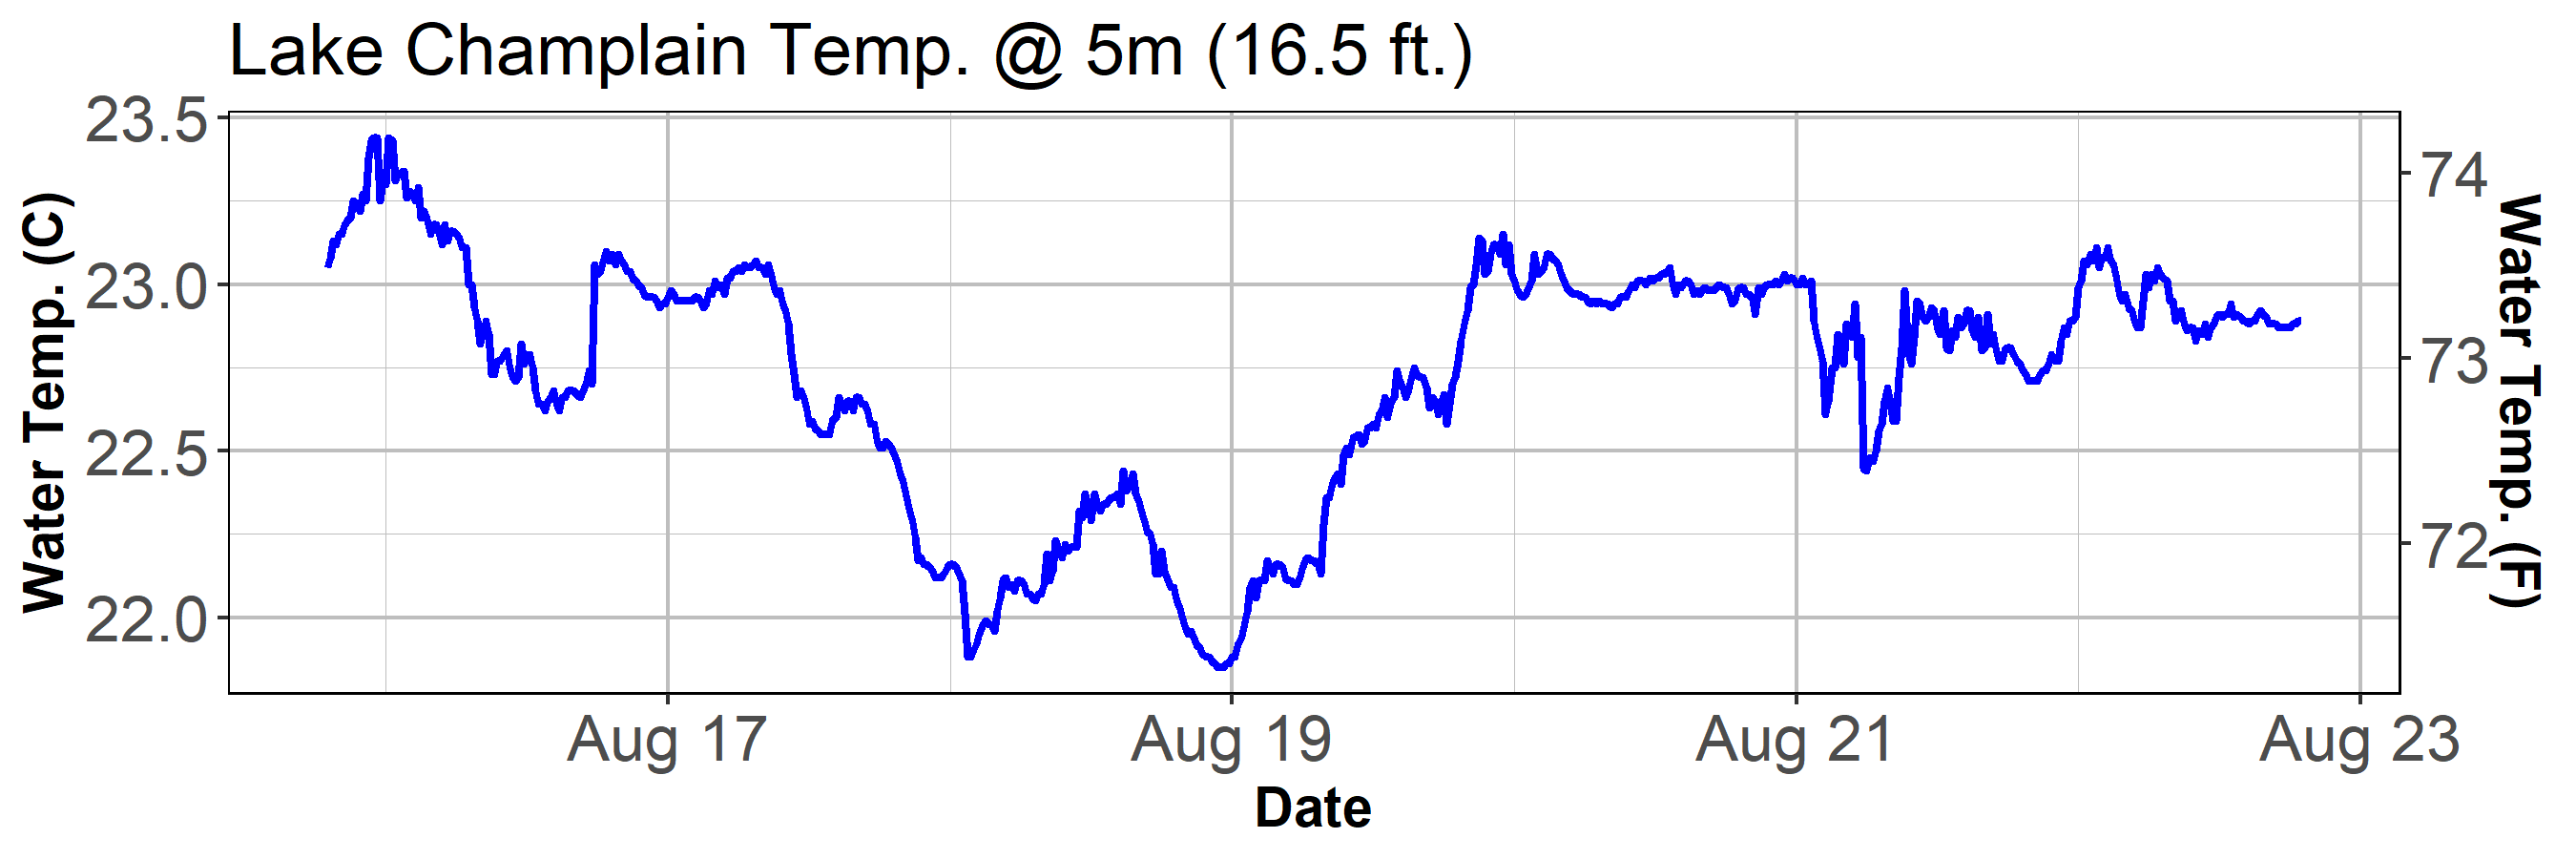 Lake Champlain Temp. @ 5m (16.5 ft.)
Water Temp. (C)
23.5
23.0
22.5
22.0
74
73
72
Water Temp. (F)
Aug 17
Aug 19
Aug 21
Aug 23
Date